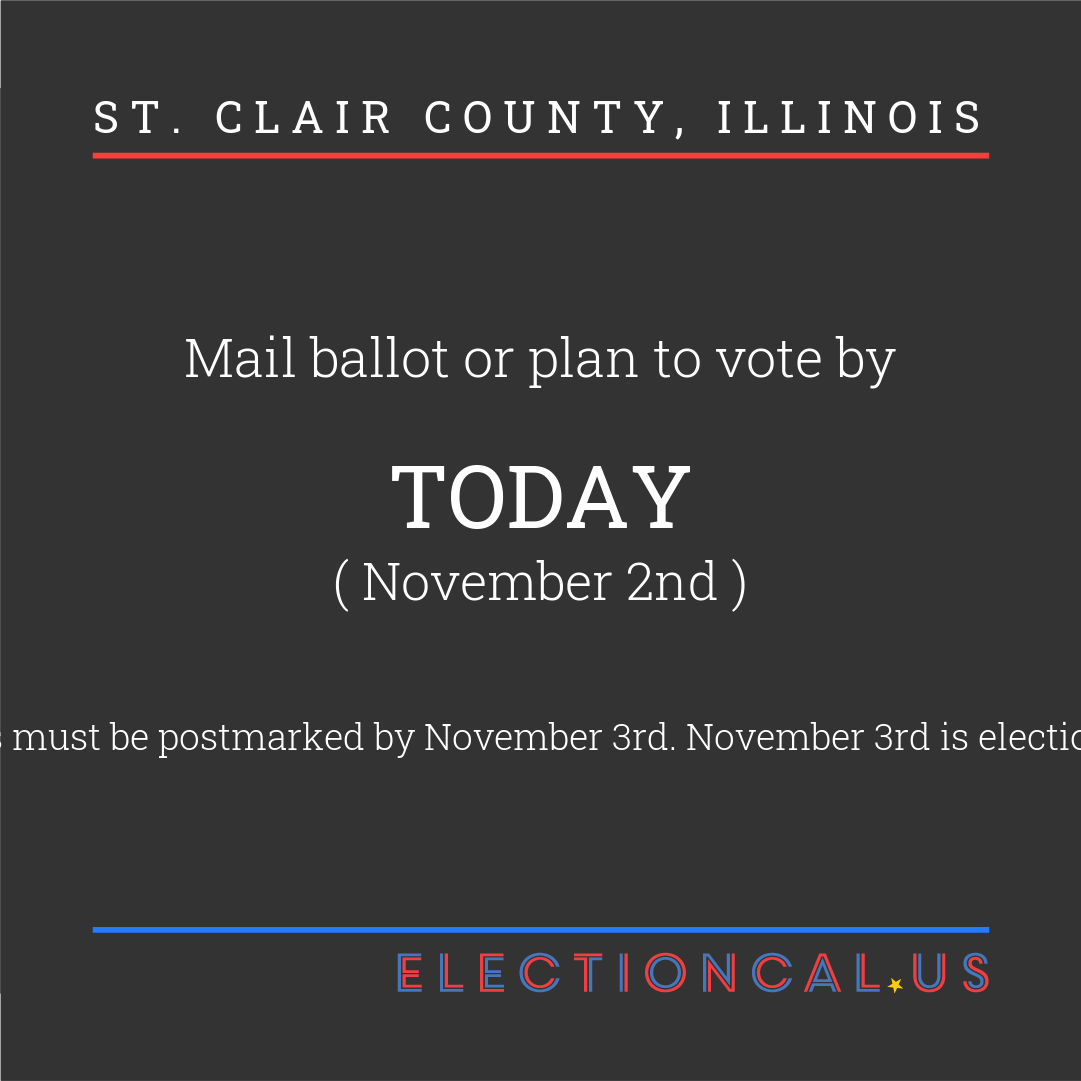 ST. CLAIR COUNTY, ILLINOIS
Mail ballot or plan to vote by
TODAY
( November 2nd )
must be postmarked by November 3rd. November 3rd is
ELECTIONCAL.US